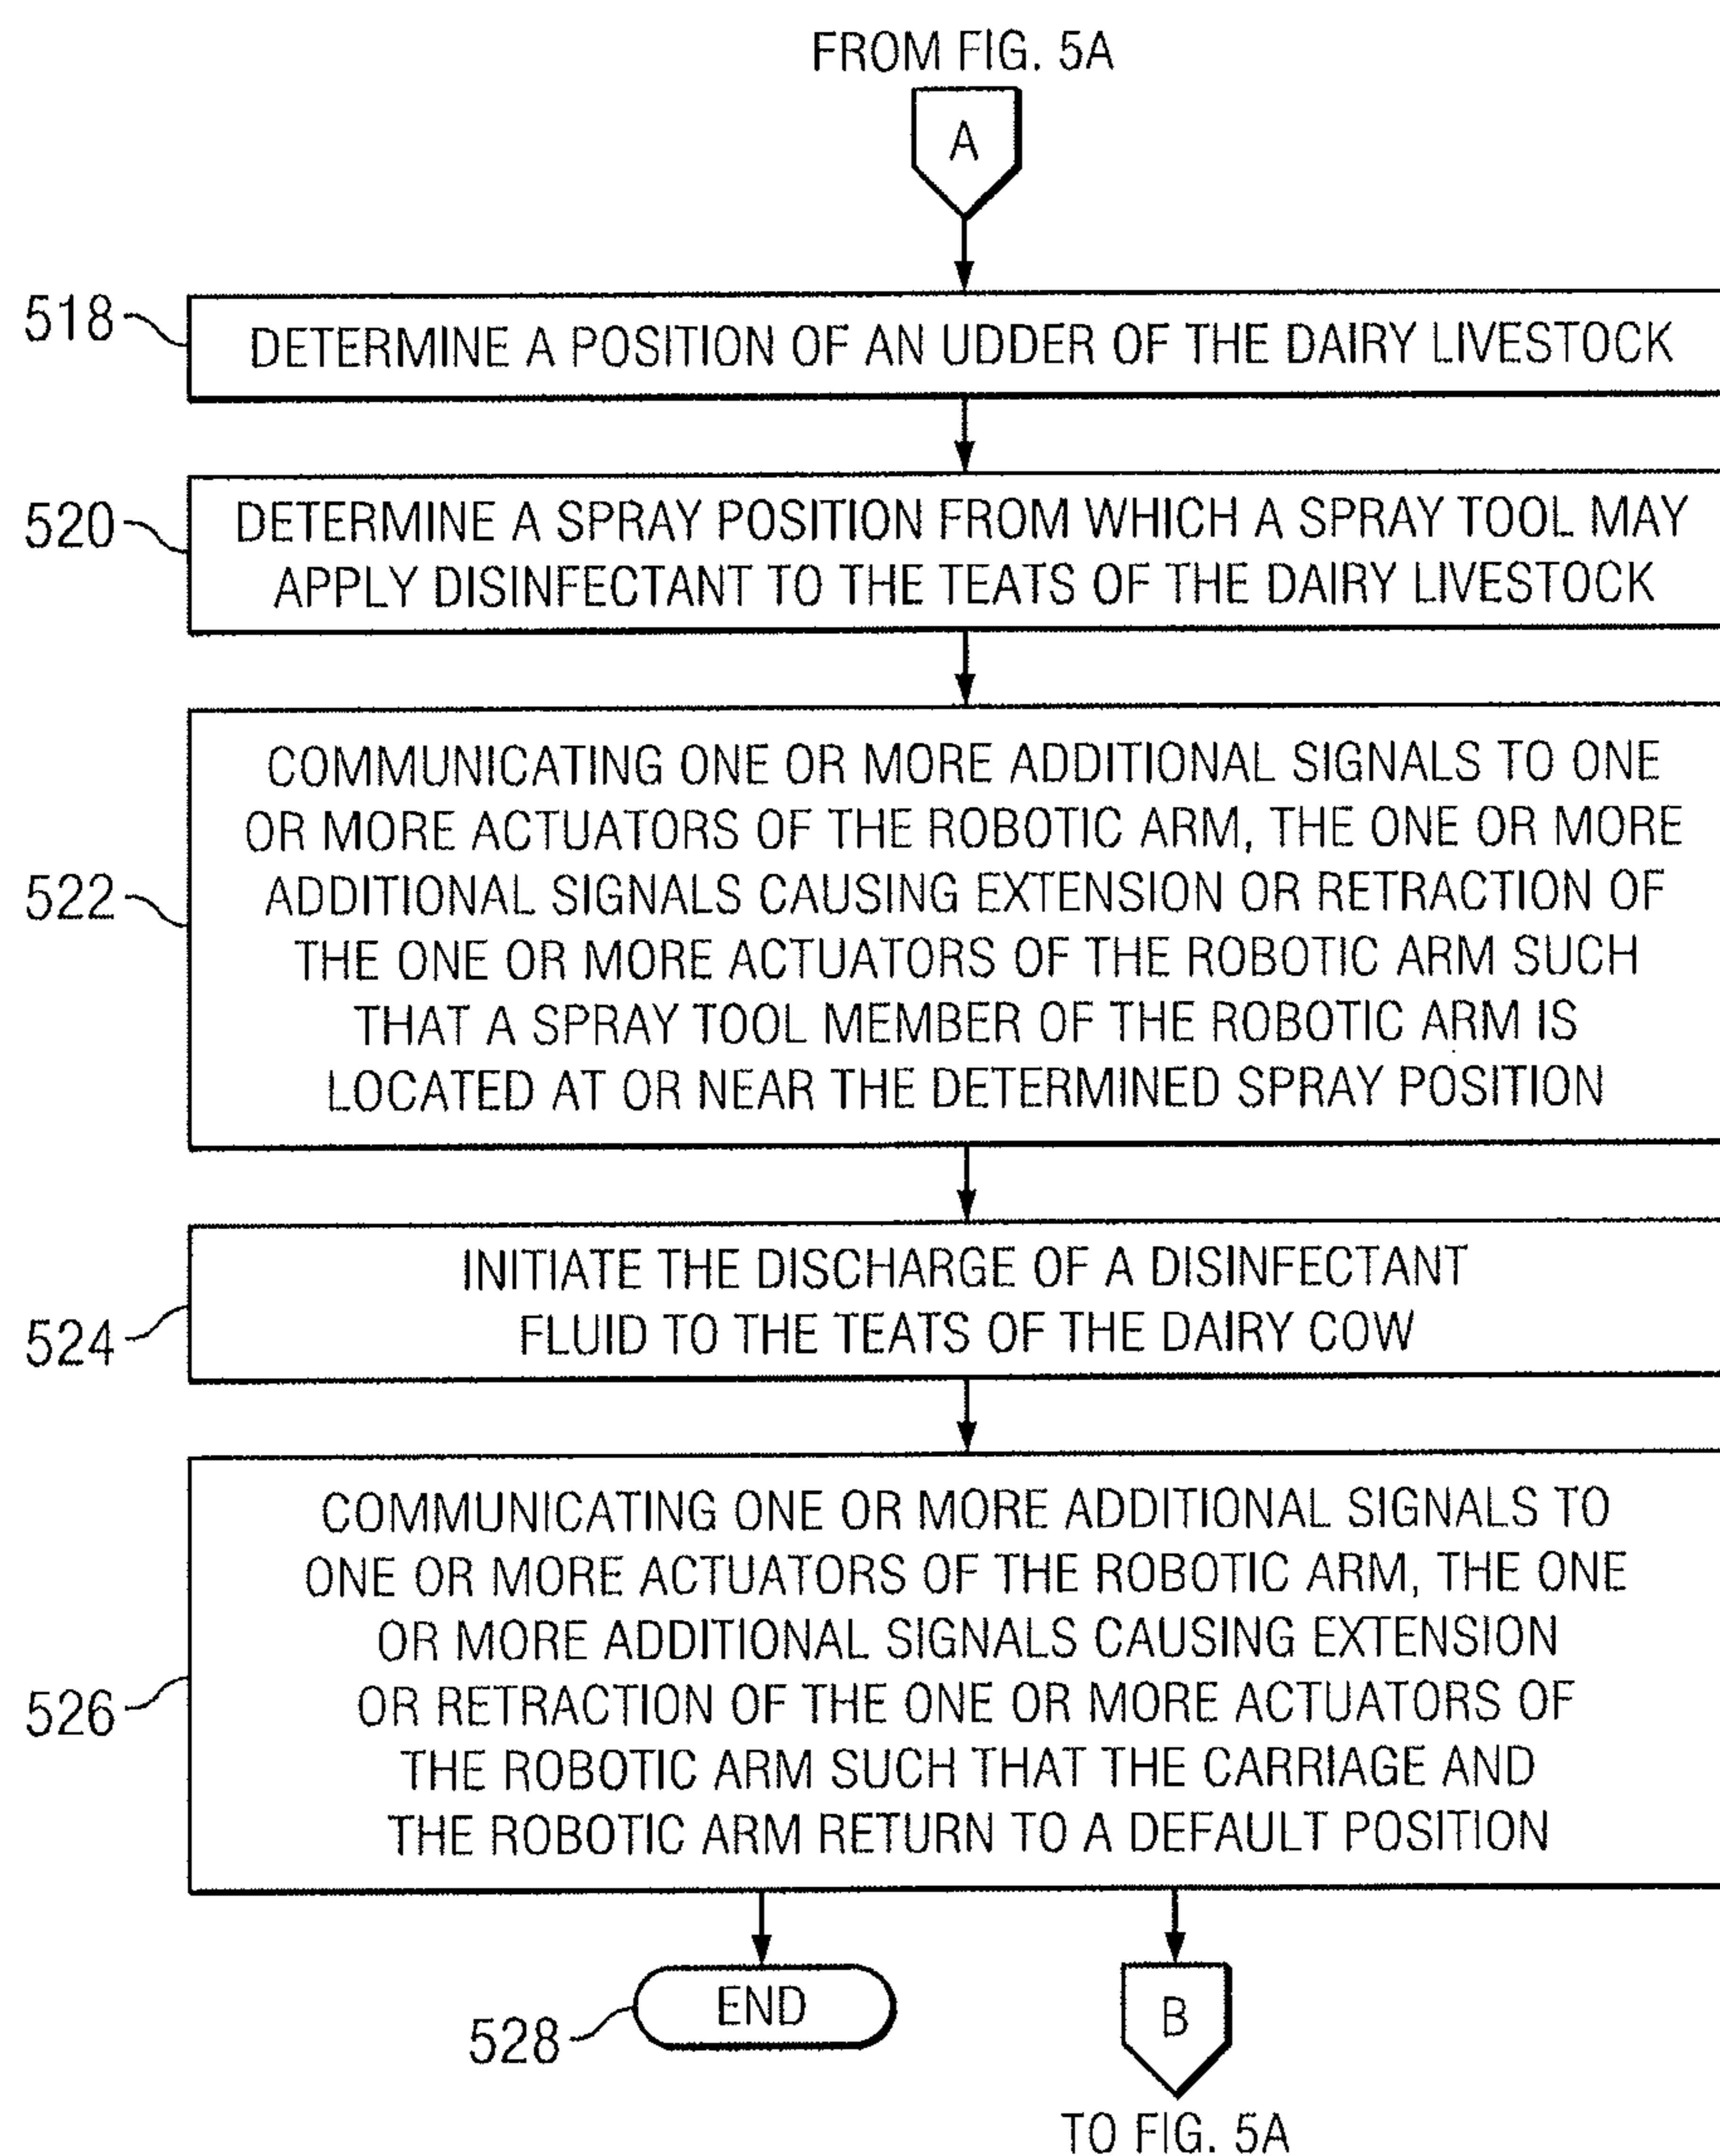 FROM FIG. 5A
A
518
DETERMINE A POSITION OF AN UDDER OF THE DAIRY LIVESTOCK
520
DETERMINE A SPRAY POSITION FROM WHICH A SPRAY TOOL MAY
APPLY DISINFECTANT TO THE TEATS OF THE DAIRY LIVESTOCK
522
COMMUNICATING ONE OR MORE ADDITIONAL SIGNALS TO ONE
OR MORE ACTUATORS OF THE ROBOTIC ARM, THE ONE OR MORE
ADDITIONAL SIGNALS CAUSING EXTENSION OR RETRACTION OF
THE ONE OR MORE ACTUATORS OF THE ROBOTIC ARM SUCH
THAT A SPRAY TOOL MEMBER OF THE ROBOTIC ARM IS
LOCATED AT OR NEAR THE DETERMINED SPRAY POSITION
524
INITIATE THE DISCHARGE OF A DISINFECTANT
FLUID TO THE TEATS OF THE DAIRY COW
526
COMMUNICATING ONE OR MORE ADDITIONAL SIGNALS TO
ONE OR MORE ACTUATORS OF THE ROBOTIC ARM, THE ONE
OR MORE ADDITIONAL SIGNALS CAUSING EXTENSION
OR RETRACTION OF THE ONE OR MORE ACTUATORS OF
THE ROBOTIC ARM SUCH THAT THE CARRIAGE AND
THE ROBOTIC ARM RETURN TO A DEFAULT POSITION
528
END
B
TO FIG. 5A